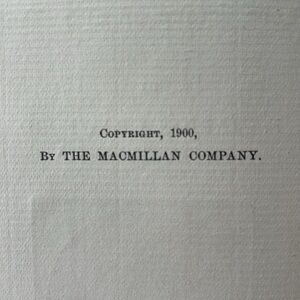 Copyright, 1900,
By THE MACMILLAN COMPANY.